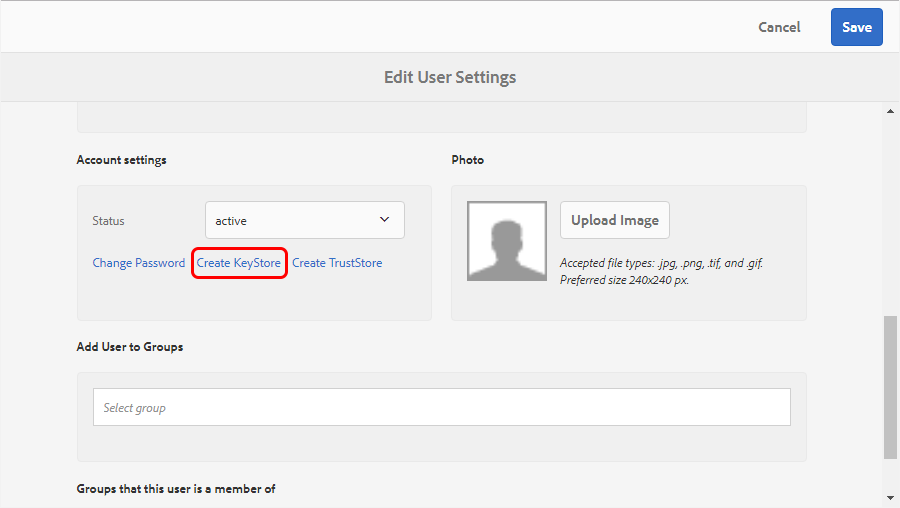 Cancel Save
Edit User Settings
Account settings
Photo
Status
active
Upload Image
Change Password Create KeyStore Create TrustStore
Accepted file types: .jpg, .png, .tif, and .gif.
Preferred size 240x240 px.
Add User to Groups
Select group
Groups that this user is a member of